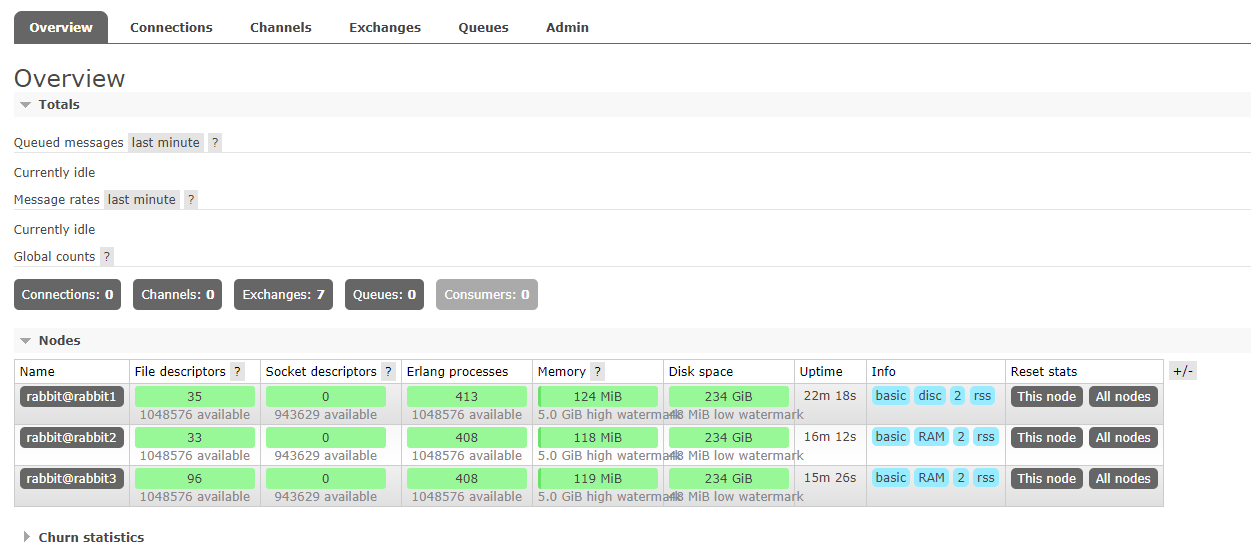 Overview Connections Channels Exchanges Queues Admin
Overview
Totals
Queued messages last minute ?
Currently idle
Message rates last minute ?
Currently idle
Global counts ?
Connections: 0 Channels: 0 Exchanges: 7 Queues: 0 Consumers: 0
Nodes
Name File descriptors ? Socket descriptors ? Erlang processes Memory ? Disk space Uptime Info Reset stats +/-
rabbit@rabbit1 35 0 413 124 MiB 234 GiB 22m 18s basic disc 2 rss This node All nodes
1048576 available 943629 available 1048576 available 5.0 GiB high watermark 48 MiB low watermark
rabbit@rabbit2 33 0 408 118 MiB 234 GiB 16m 12s basic RAM 2 rss This node All nodes
1048576 available 943629 available 1048576 available 5.0 GiB high watermark 48 MiB low watermark
rabbit@rabbit3 96 0 408 119 MiB 234 GiB 15m 26s basic RAM 2 rss This node All nodes
1048576 available 943629 available 1048576 available 5.0 GiB high watermark 48 MiB low watermark
Churn statistics